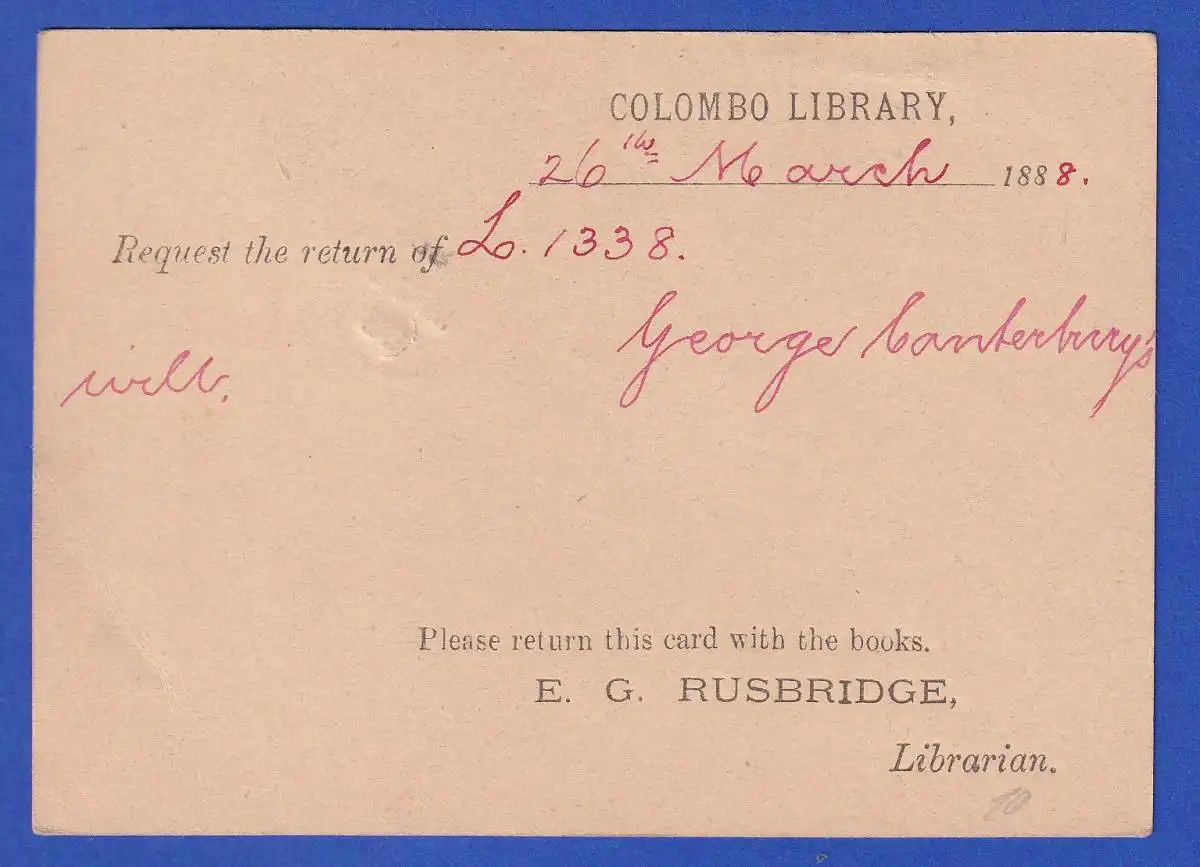 COLOMBO LIBRARY,
26th March 1888.
Request the return of L. 1338.
George Canterbury's
will.
Please return this card with the books.
E. G. RUSBRIDGE,
Librarian.
10